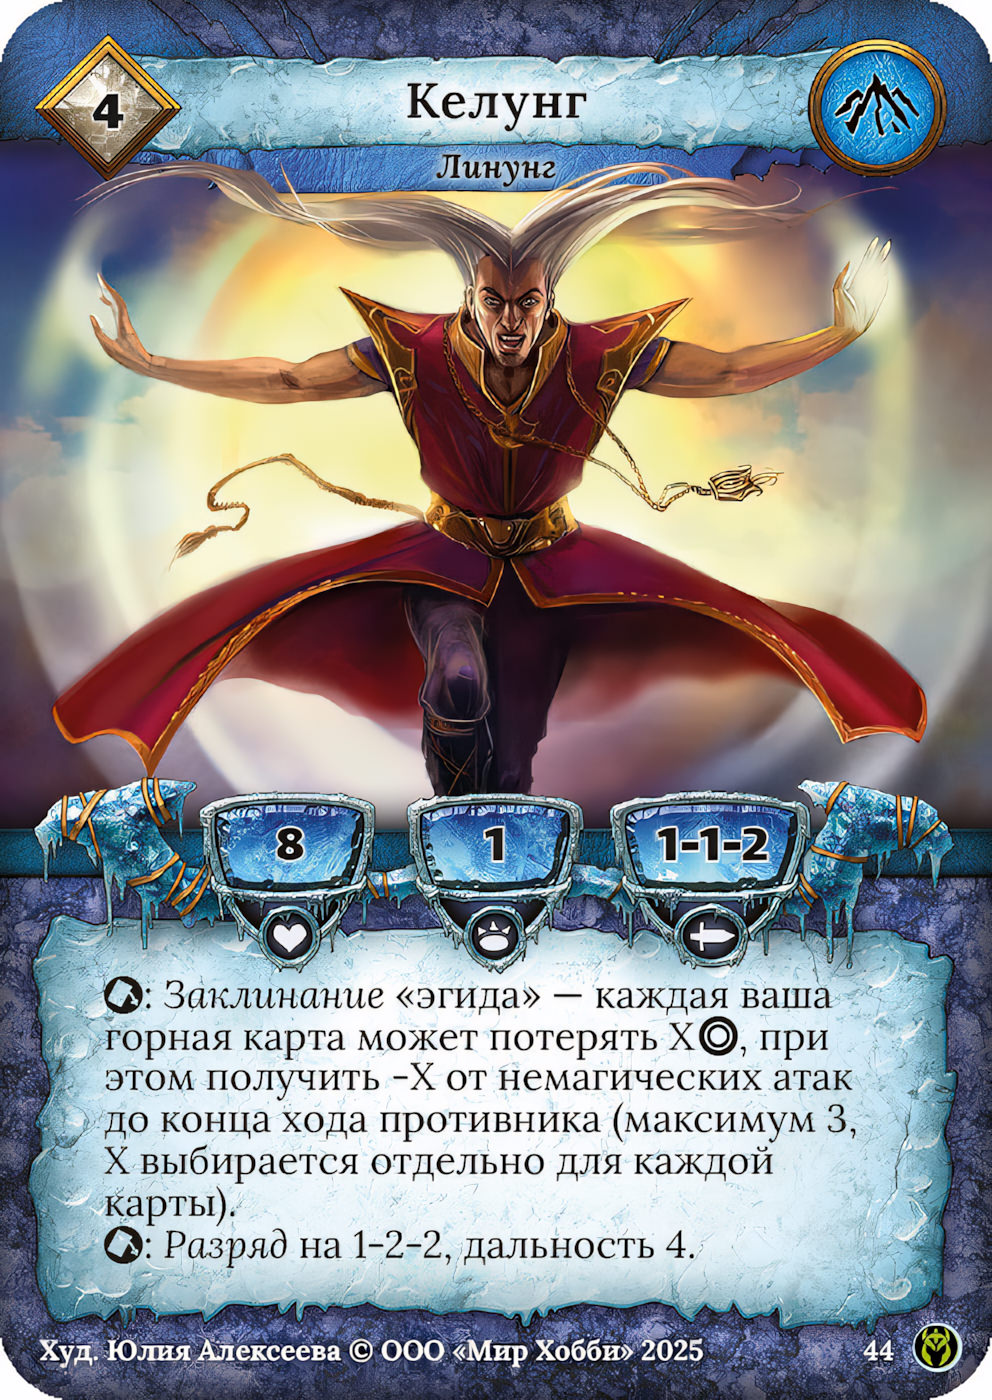 4
Келунг
Линунг
8
1
1-1-2
: Заклинание «эгида» — каждая ваша
горная карта может потерять X, при
этом получить -X от немагических атак
до конца хода противника (максимум 3,
X выбирается отдельно для каждой
карты).
: Разряд на 1-2-2, дальность 4.
Худ. Юлия Алексеева © ООО «Мир Хобби» 2025
44